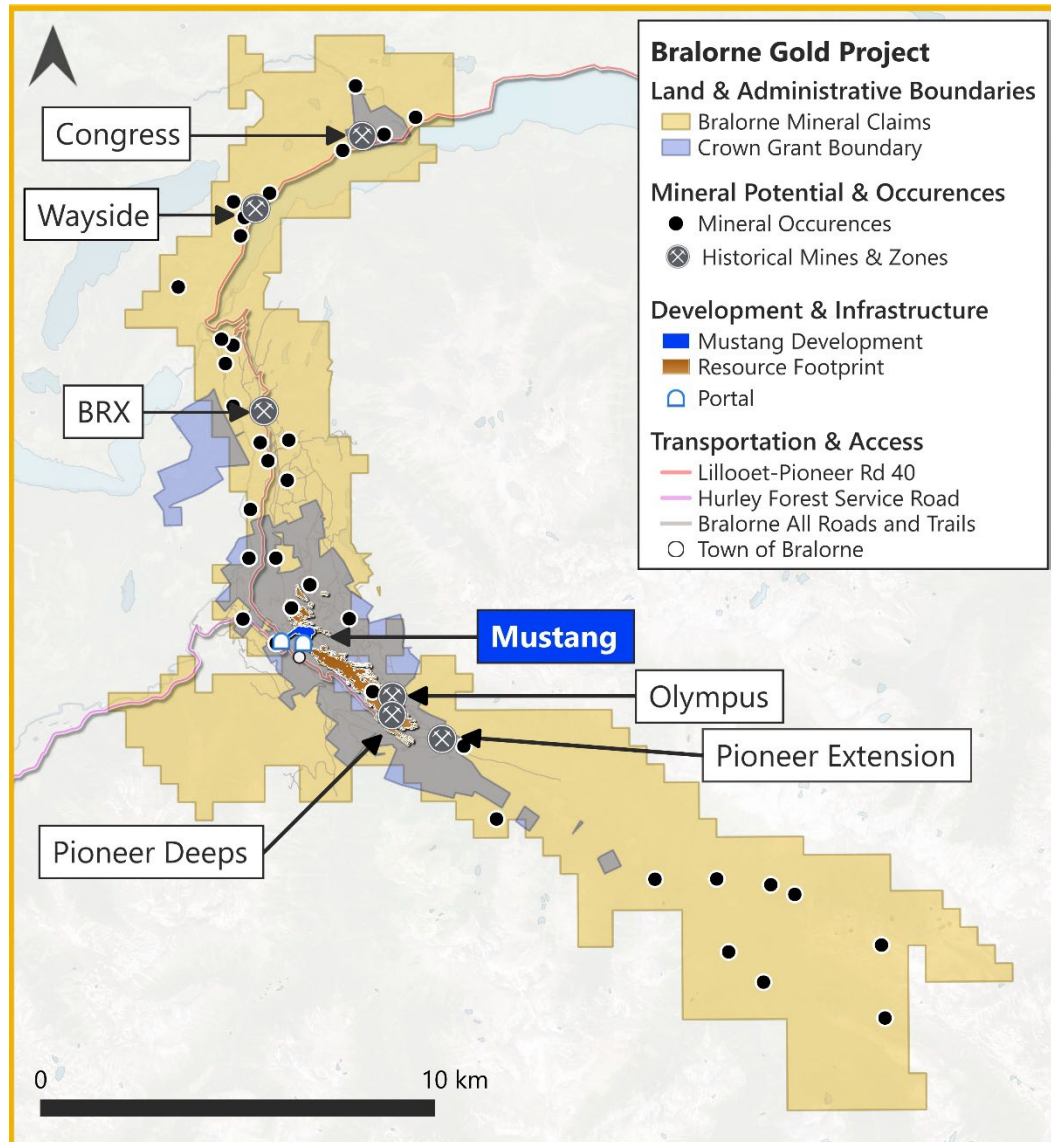 Bralorne Gold Project
Land & Administrative Boundaries
Bralorne Mineral Claims
Crown Grant Boundary
Mineral Potential & Occurences
Mineral Occurences
Historical Mines & Zones
Development & Infrastructure
Mustang Development
Resource Footprint
Portal
Transportation & Access
Lillooet-Pioneer Rd 40
Hurley Forest Service Road
Bralorne All Roads and Trails
Town of Bralorne
Congress
Wayside
BRX
Mustang
Olympus
Pioneer Extension
Pioneer Deeps
0
10 km